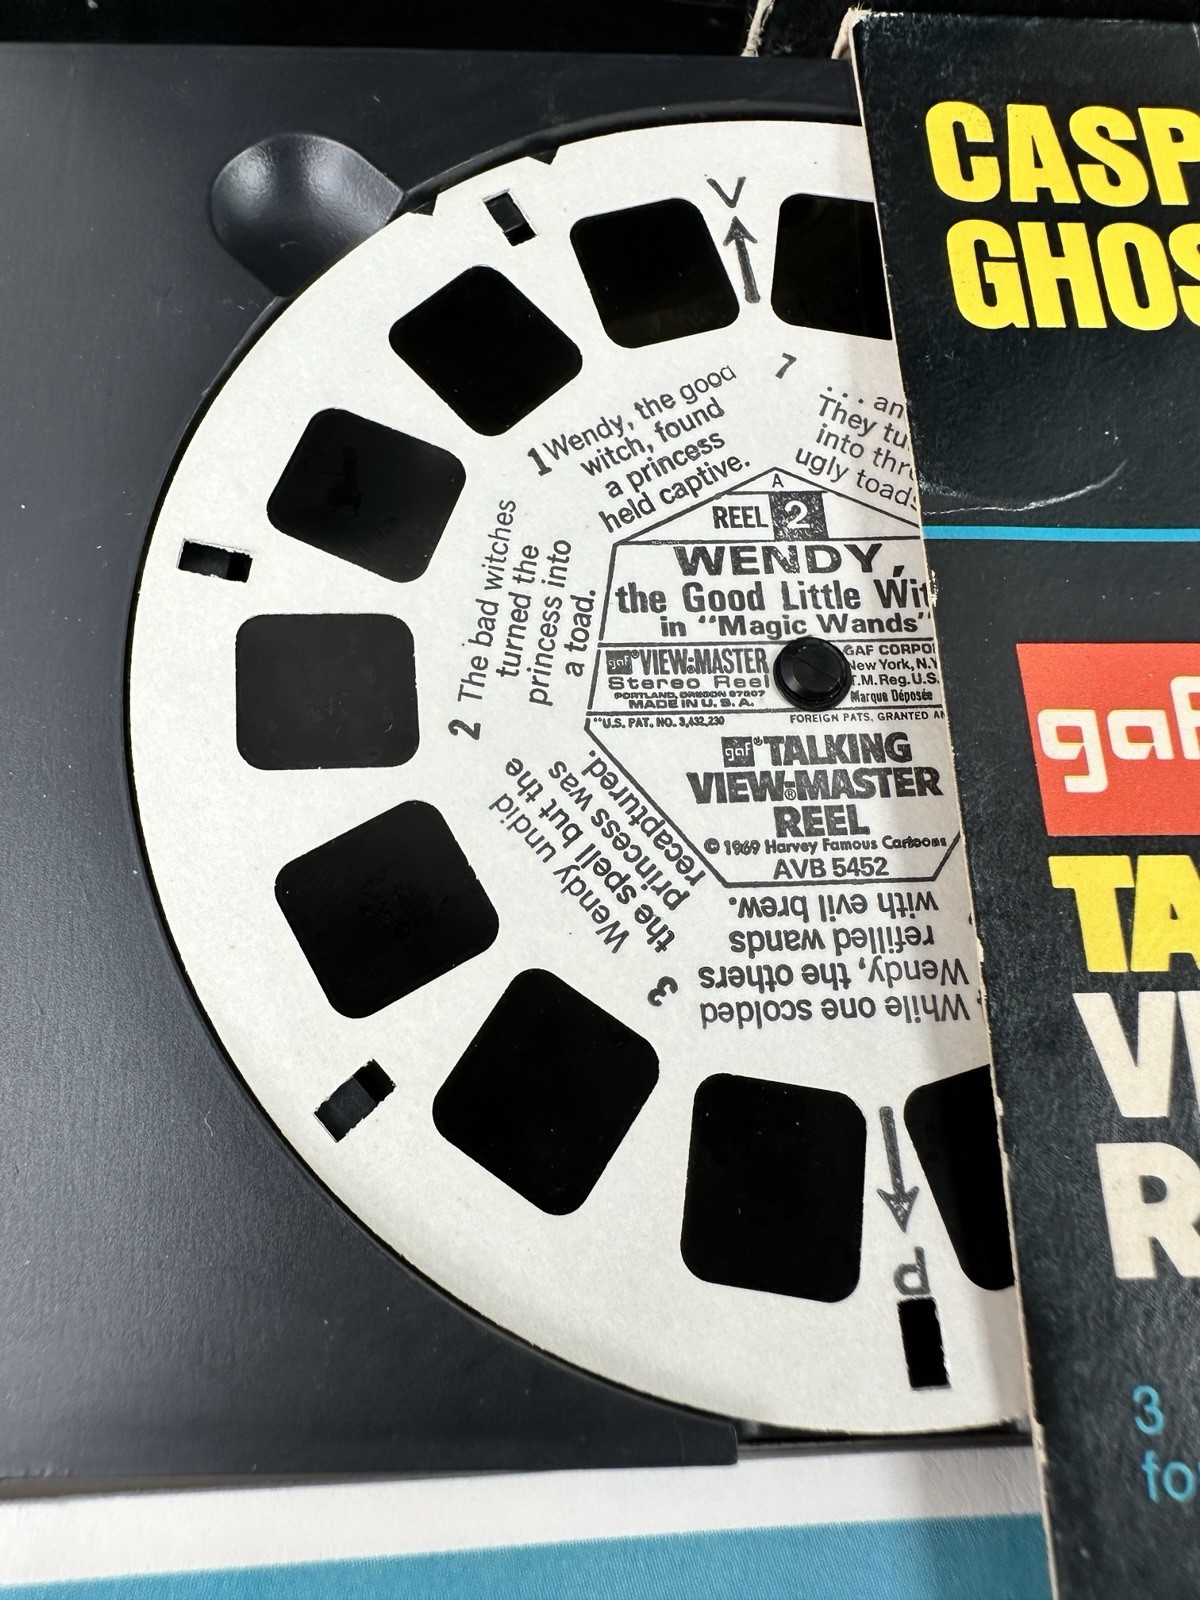 V
7
. . . an
They tu
into thr
ugly toads
1 Wendy, the good
witch, found
a princess
held captive.
2 The bad witches
turned the
princess into
a toad.
3 Wendy undid
the spell but the
princess was
recaptured.
While one scolded
Wendy, the others
refilled wands
with evil brew.
A
REEL 2
WENDY,
the Good Little Wit
in "Magic Wands"
gaf® VIEW-MASTER
Stereo Reel
PORTLAND, OREGON 97207
MADE IN U. S. A.
GAF CORPO
New York, N.Y
T.M. Reg. U.S.
Marque Déposée
U.S. PAT. NO. 3,432,230
FOREIGN PATS. GRANTED AN
gaf® TALKING
VIEW-MASTER
REEL
© 1969 Harvey Famous Cartoons
AVB 5452
d
CASP
GHOS
gaf
TA
VI
R
3
fo